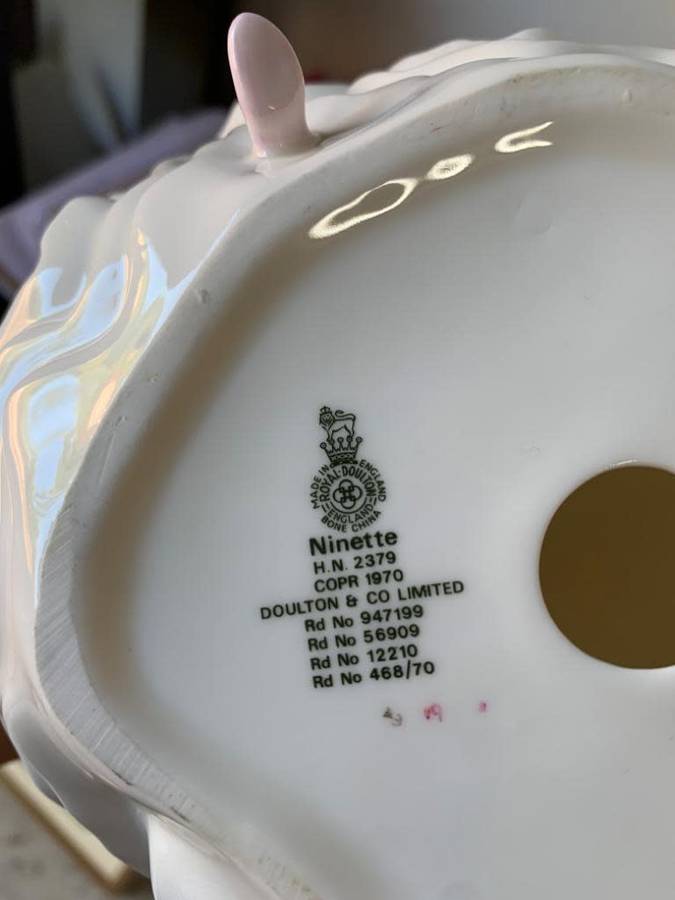 MADE IN ENGLAND
ROYAL·DOULTON
ENGLAND
BONE CHINA
Ninette
H.N. 2379
COPR 1970
DOULTON & CO LIMITED
Rd No 947199
Rd No 56909
Rd No 12210
Rd No 468/70